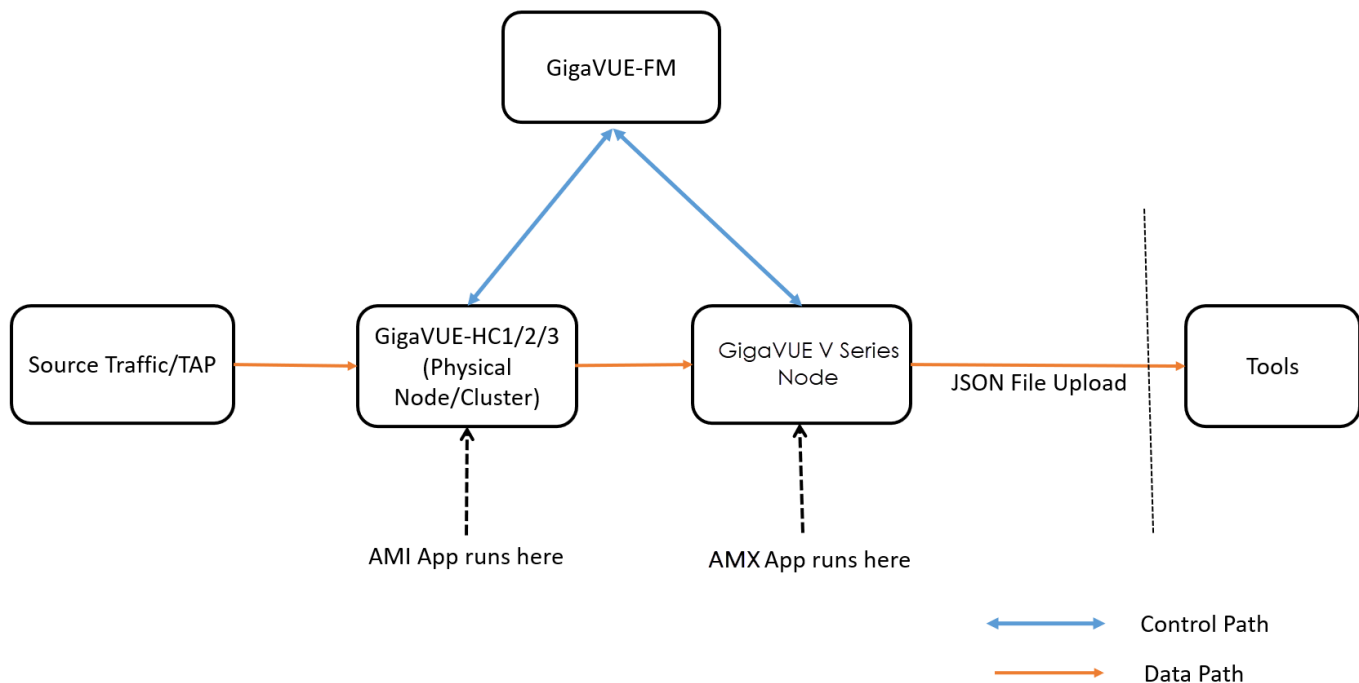 GigaVUE-FM
Source Traffic/TAP
GigaVUE-HC1/2/3
(Physical
Node/Cluster)
GigaVUE V Series
Node
JSON File Upload
Tools
AMI App runs here
AMX App runs here
Control Path
Data Path